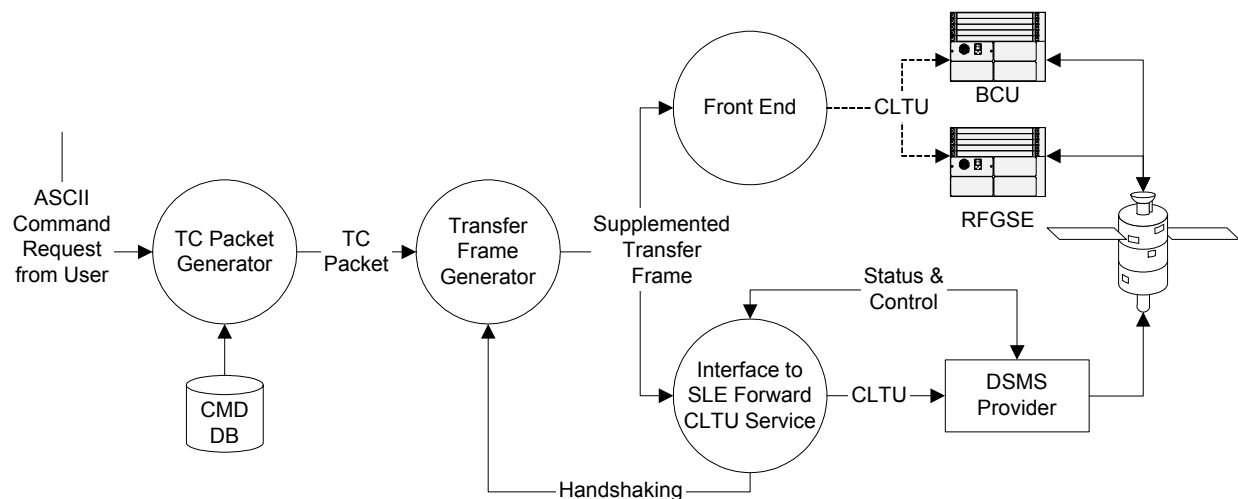 ASCII
Command
Request
from User
TC Packet
Generator
CMD
DB
TC
Packet
Transfer
Frame
Generator
Supplemented
Transfer
Frame
Front End
CLTU
BCU
RFGSE
Status &
Control
Interface to
SLE Forward
CLTU Service
CLTU
DSMS
Provider
Handshaking